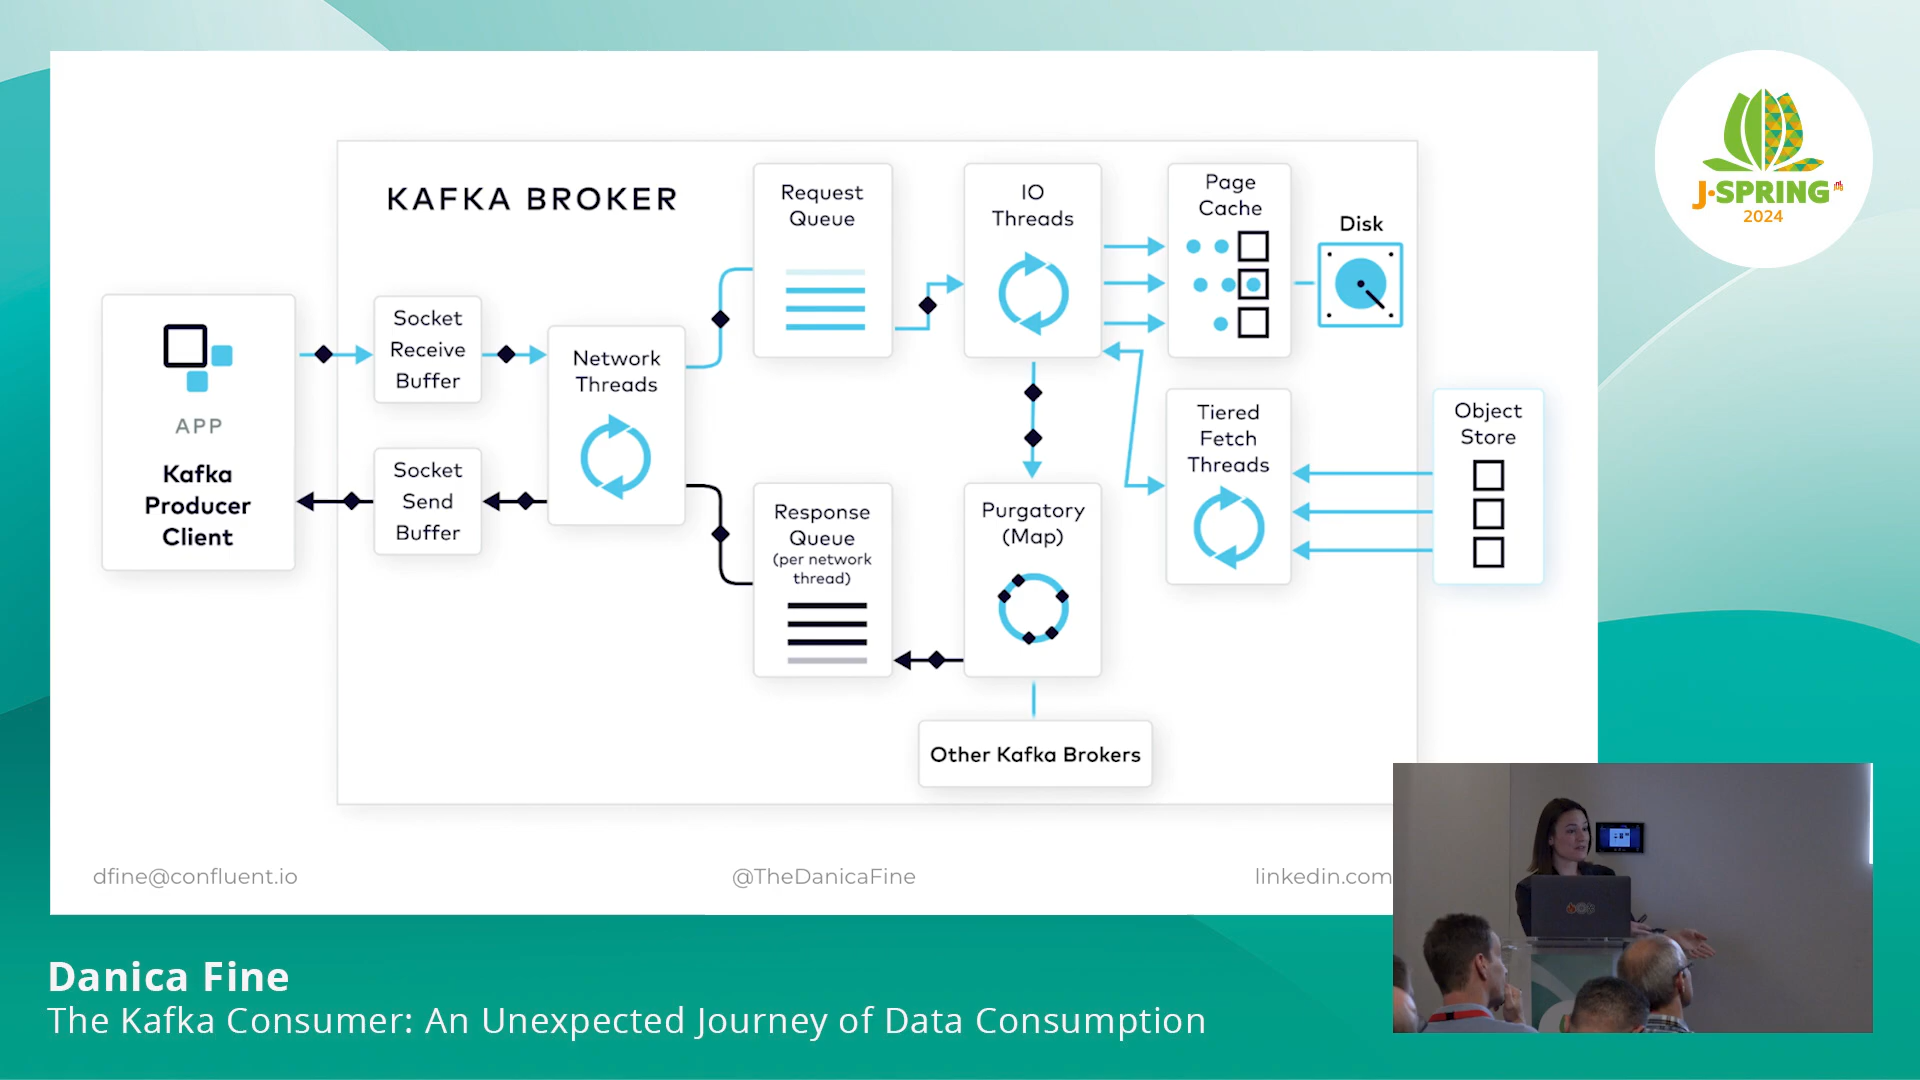 KAFKA BROKER
Request
Queue
IO
Threads
Page
Cache
Disk
APP
Kafka
Producer
Client
Socket
Receive
Buffer
Socket
Send
Buffer
Network
Threads
Response
Queue
(per network
thread)
Purgatory
(Map)
Tiered
Fetch
Threads
Object
Store
Other Kafka Brokers
dfine@confluent.io
@TheDanicaFine
linkedin.com
J-SPRING
2024
Danica Fine
The Kafka Consumer: An Unexpected Journey of Data Consumption